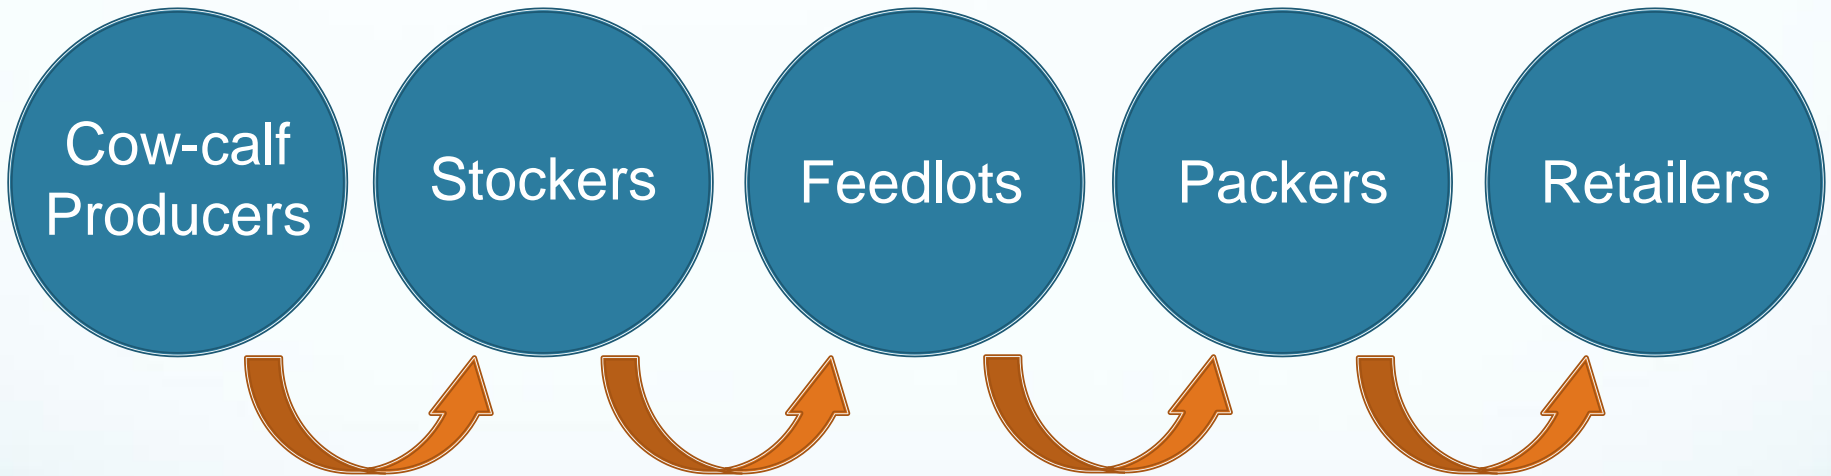 Cow-calf
Producers
Stockers
Feedlots
Packers
Retailers